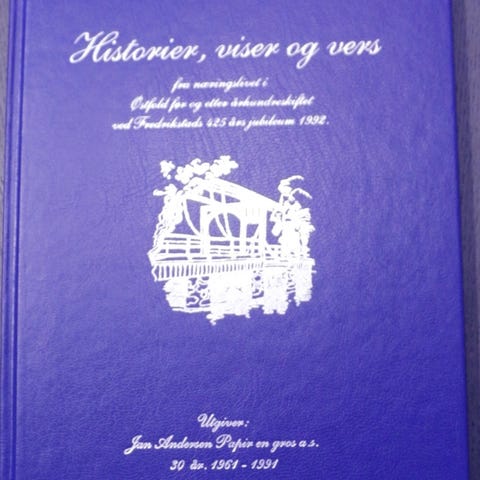 Historier, viser og vers
fra næringslivet i
Østfold før og etter århundreskiftet
ved Fredrikstads 425 års jubileum 1992.
Utgiver:
Jan Andersen Papir en gros a.s.
30 år. 1961 - 1991